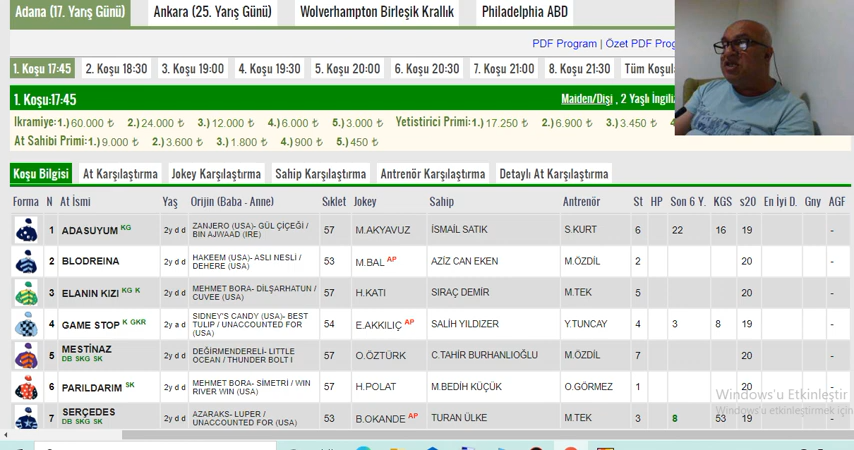 Adana (17. Yarış Günü) Ankara (25. Yarış Günü) Wolverhampton Birleşik Krallık Philadelphia ABD
PDF Program | Özet PDF Prog
1. Koşu 17:45 2. Koşu 18:30 3. Koşu 19:00 4. Koşu 19:30 5. Koşu 20:00 6. Koşu 20:30 7. Koşu 21:00 8. Koşu 21:30 Tüm Koşula
1. Koşu:17:45 Maiden/Dişi , 2 Yaşlı İngiliz
Ikramiye:1.) 60.000 ₺ 2.) 24.000 ₺ 3.) 12.000 ₺ 4.) 6.000 ₺ 5.) 3.000 ₺ Yetistirici Primi:1.) 17.250 ₺ 2.) 6.900 ₺ 3.) 3.450 ₺
At Sahibi Primi:1.) 9.000 ₺ 2.) 3.600 ₺ 3.) 1.800 ₺ 4.) 900 ₺ 5.) 450 ₺
Koşu Bilgisi At Karşılaştırma Jokey Karşılaştırma Sahip Karşılaştırma Antrenör Karşılaştırma Detaylı At Karşılaştırma
Forma N At İsmi Yaş Orijin (Baba - Anne) Sıklet Jokey Sahip Antrenör St HP Son 6 Y. KGS s20 En İyi D. Gny AGF
1 ADASUYUM KG 2y d d ZANJERO (USA)- GÜL ÇİÇEĞİ / BIN AJWAAD (IRE) 57 M.AKYAVUZ İSMAİL SATIK S.KURT 6 22 16 19 -
2 BLODREINA 2y d d HAKEEM (USA)- ASLI NESLİ / DEHERE (USA) 53 M.BAL AP AZİZ CAN EKEN M.ÖZDİL 2 20 -
3 ELANIN KIZI KG K 2y d d MEHMET BORA- DİLŞARHATUN / CUVEE (USA) 57 H.KATI SIRAÇ DEMİR M.TEK 5 20 -
4 GAME STOP K GKR 2y a d SIDNEY'S CANDY (USA)- BEST TULIP / UNACCOUNTED FOR (USA) 54 E.AKKILIÇ AP SALİH YILDIZER Y.TUNCAY 4 3 8 19 -
5 MESTİNAZ DB SKG SK 2y d d DEĞİRMENDERELİ- LITTLE OCEAN / THUNDER BOLT I 57 O.ÖZTÜRK C.TAHİR BURHANLIOĞLU M.ÖZDİL 7 20 -
6 PARILDARIM SK 2y d d MEHMET BORA- SİMETRİ / WIN RIVER WIN (USA) 57 H.POLAT M.BEDİH KÜÇÜK O.GÖRMEZ 1 20
7 SERÇEDES DB SKG SK 2y d d AZARAKS- LUPER / UNACCOUNTED FOR (USA) 53 B.OKANDE AP TURAN ÜLKE M.TEK 3 8 53 19 -
Windows'u Etkinleştir
Windows'u etkinleştirmek için